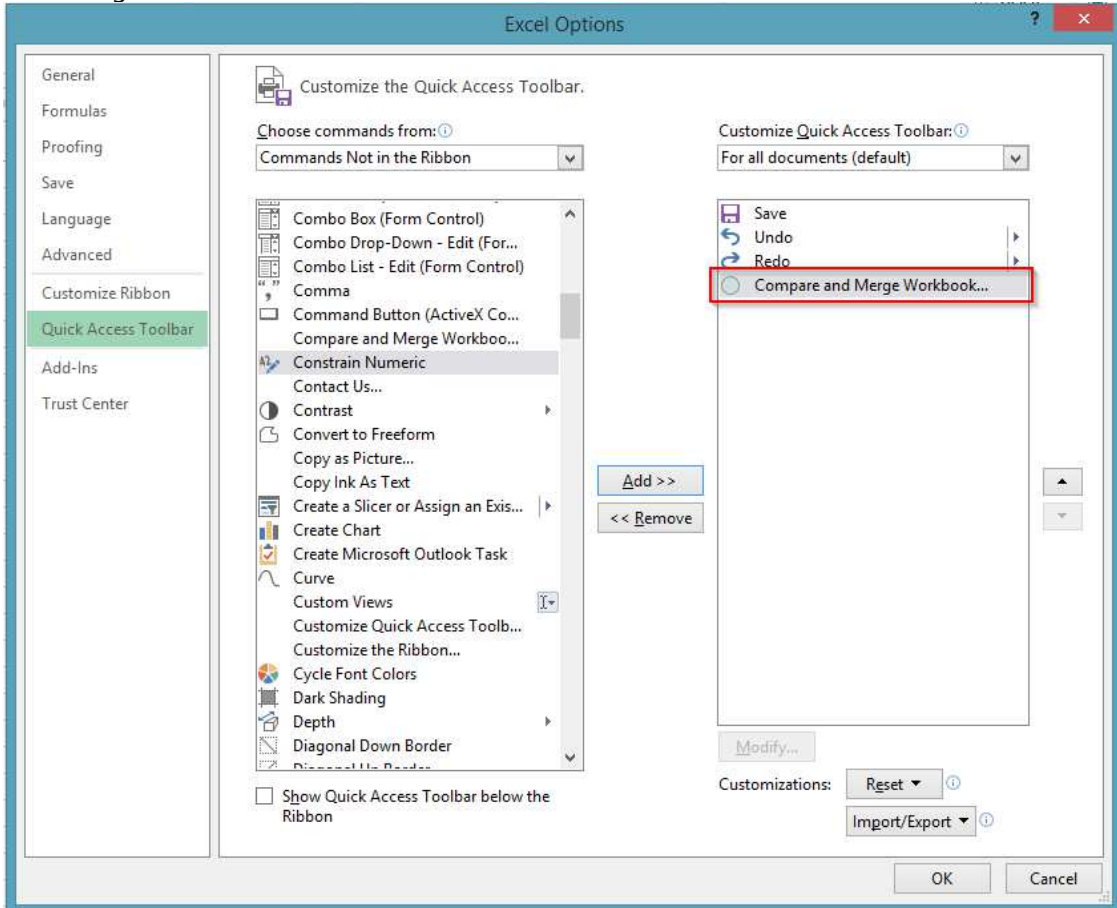 Excel Options
?
General
Formulas
Proofing
Save
Language
Advanced
Customize Ribbon
Quick Access Toolbar
Add-Ins
Trust Center
Customize the Quick Access Toolbar.
Choose commands from:
Commands Not in the Ribbon
Combo Box (Form Control)
Combo Drop-Down - Edit (For...
Combo List - Edit (Form Control)
Comma
Command Button (ActiveX Co...
Compare and Merge Workboo...
Constrain Numeric
Contact Us...
Contrast
Convert to Freeform
Copy as Picture...
Copy Ink As Text
Create a Slicer or Assign an Exis...
Create Chart
Create Microsoft Outlook Task
Curve
Custom Views
Customize Quick Access Toolb...
Customize the Ribbon...
Cycle Font Colors
Dark Shading
Depth
Diagonal Down Border
Diagonal Up Border
Show Quick Access Toolbar below the
Ribbon
Add >>
<< Remove
Customize Quick Access Toolbar:
For all documents (default)
Save
Undo
Redo
Compare and Merge Workbook...
Modify...
Customizations:
Reset
Import/Export
OK
Cancel